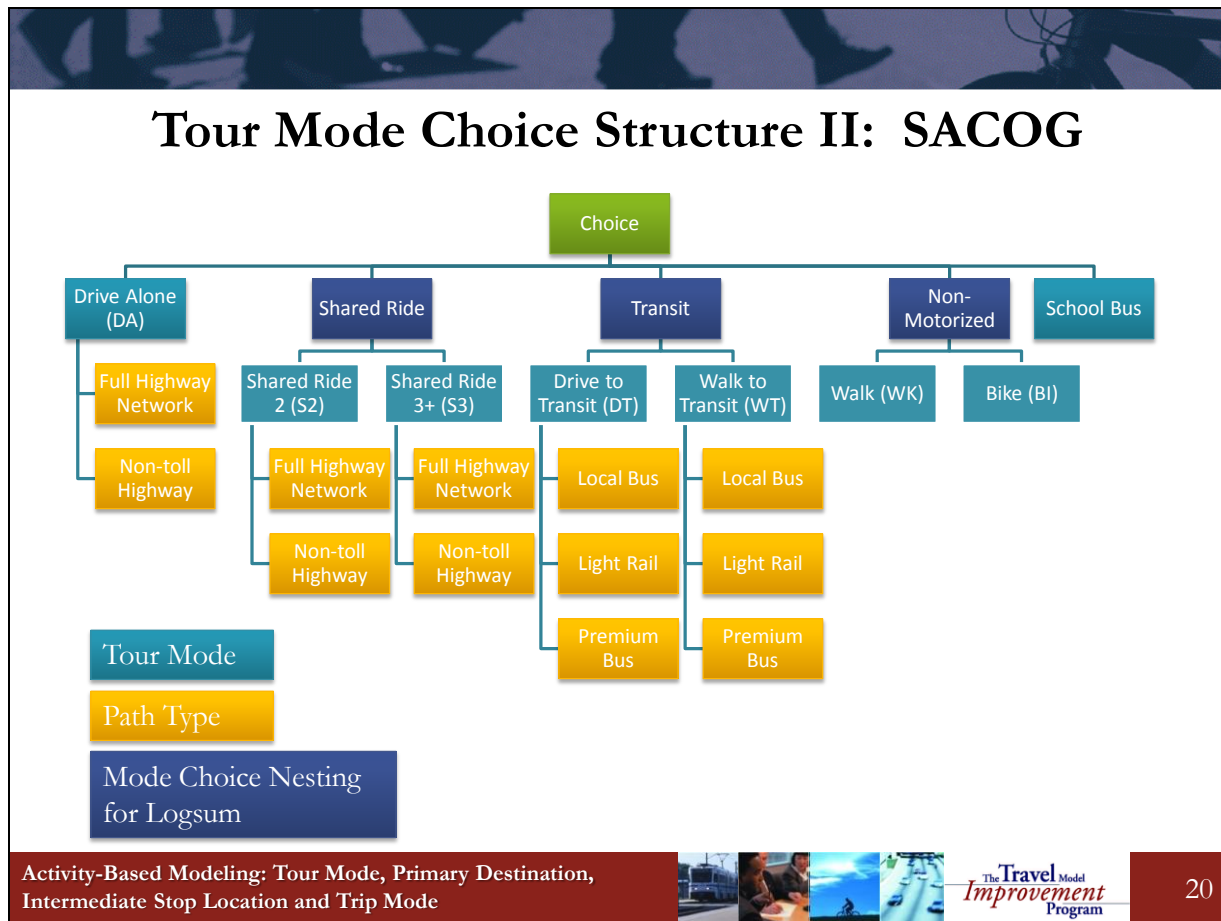 Tour Mode Choice Structure II: SACOG
Choice
Drive Alone
(DA)
Shared Ride
Transit
Non-
Motorized
School Bus
Full Highway
Network
Non-toll
Highway
Shared Ride
2 (S2)
Shared Ride
3+ (S3)
Drive to
Transit (DT)
Walk to
Transit (WT)
Walk (WK)
Bike (BI)
Full Highway
Network
Non-toll
Highway
Full Highway
Network
Non-toll
Highway
Local Bus
Light Rail
Premium
Bus
Local Bus
Light Rail
Premium
Bus
Tour Mode
Path Type
Mode Choice Nesting
for Logsum
Activity-Based Modeling: Tour Mode, Primary Destination,
Intermediate Stop Location and Trip Mode
The Travel Model
Improvement
Program
20